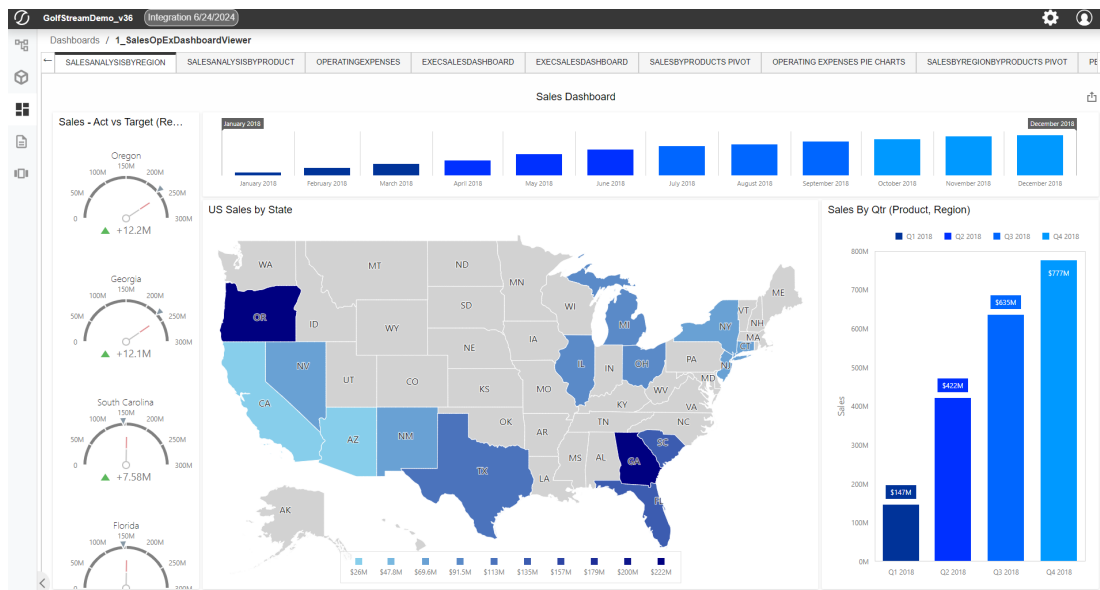 GolfStreamDemo_v36 Integration 6/24/2024
Dashboards / 1_SalesOpExDashboardViewer
SALESANALYSISBYREGION SALESANALYSISBYPRODUCT OPERATINGEXPENSES EXECSALESDASHBOARD EXECSALESDASHBOARD SALESBYPRODUCTS PIVOT OPERATING EXPENSES PIE CHARTS SALESBYREGIONBYPRODUCTS PIVOT PE
Sales Dashboard
Sales - Act vs Target (Re...
Oregon
0 50M 100M 150M 200M 250M 300M
+12.2M
Georgia
0 50M 100M 150M 200M 250M 300M
+12.1M
South Carolina
0 50M 100M 150M 200M 250M 300M
+7.58M
Florida
0 50M 100M 150M 200M 250M 300M
January 2018 December 2018
January 2018 February 2018 March 2018 April 2018 May 2018 June 2018 July 2018 August 2018 September 2018 October 2018 November 2018 December 2018
US Sales by State
WA MT ND MN ME
OR ID WY SD WI MI VT NH NY MA CT
NV UT CO NE IA IL IN OH PA NJ MD
CA KS MO KY WV VA
AZ NM OK AR TN NC SC
TX LA MS AL GA FL
AK
$26M $47.8M $69.6M $91.5M $113M $135M $157M $179M $200M $222M
Sales By Qtr (Product, Region)
Q1 2018 Q2 2018 Q3 2018 Q4 2018
Sales
800M
700M
600M
500M
400M
300M
200M
100M
0M
$147M $422M $635M $777M
Q1 2018 Q2 2018 Q3 2018 Q4 2018